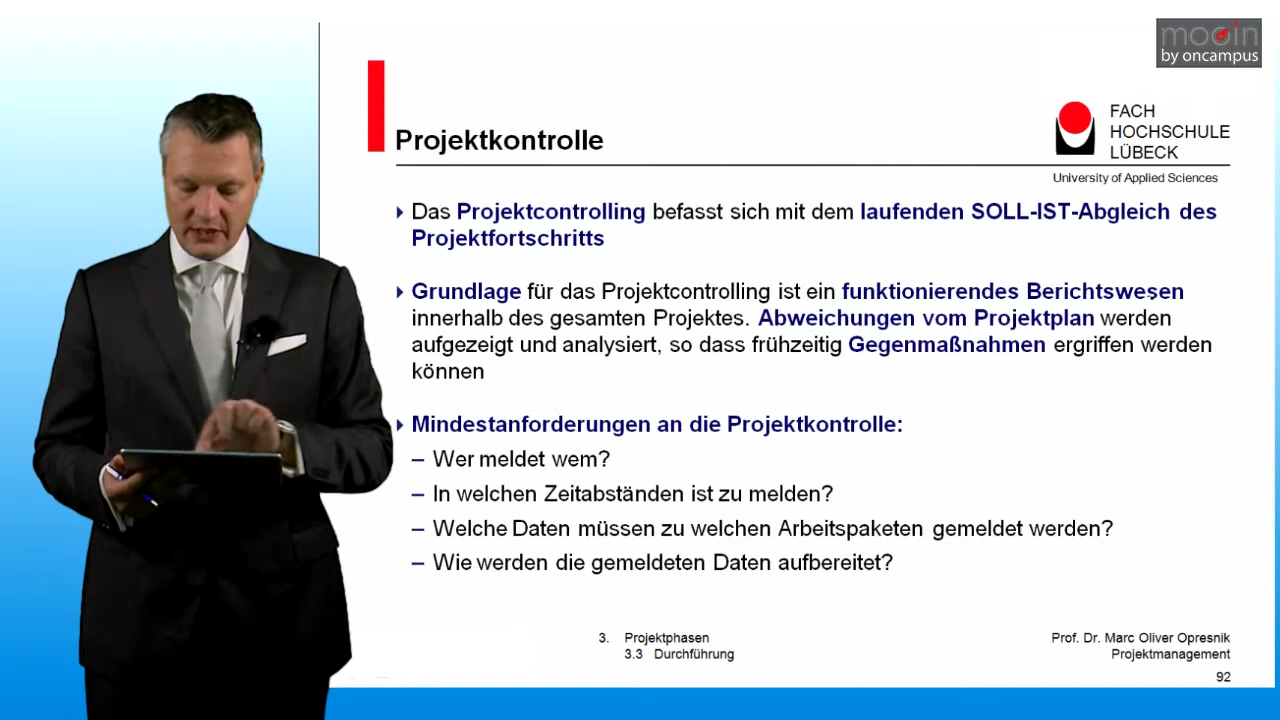 mooin
by oncampus
FACH
HOCHSCHULE
LÜBECK
University of Applied Sciences
Projektkontrolle
Das Projektcontrolling befasst sich mit dem laufenden SOLL-IST-Abgleich des
Projektfortschritts
Grundlage für das Projektcontrolling ist ein funktionierendes Berichtswesen
innerhalb des gesamten Projektes. Abweichungen vom Projektplan werden
aufgezeigt und analysiert, so dass frühzeitig Gegenmaßnahmen ergriffen werden
können
Mindestanforderungen an die Projektkontrolle:
– Wer meldet wem?
– In welchen Zeitabständen ist zu melden?
– Welche Daten müssen zu welchen Arbeitspaketen gemeldet werden?
– Wie werden die gemeldeten Daten aufbereitet?
3. Projektphasen
3.3 Durchführung
Prof. Dr. Marc Oliver Opresnik
Projektmanagement
92